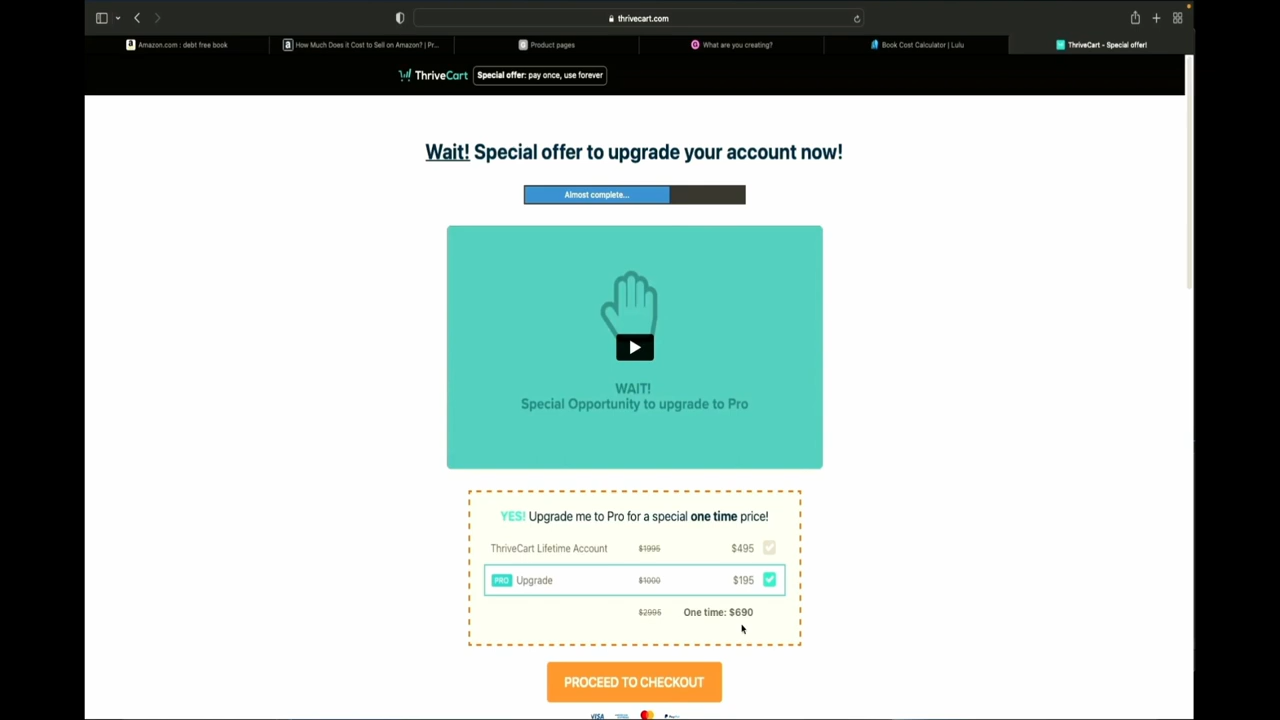 thrivecart.com
Amazon.com : debt free book
How Much Does it Cost to Sell on Amazon? | Pr...
Product pages
What are you creating?
Book Cost Calculator | Lulu
ThriveCart - Special offer!
ThriveCart
Special offer: pay once, use forever
Wait! Special offer to upgrade your account now!
Almost complete...
WAIT!
Special Opportunity to upgrade to Pro
YES! Upgrade me to Pro for a special one time price!
ThriveCart Lifetime Account $1995 $495
PRO Upgrade $1000 $195
$2995 One time: $690
PROCEED TO CHECKOUT
VISA PayPal